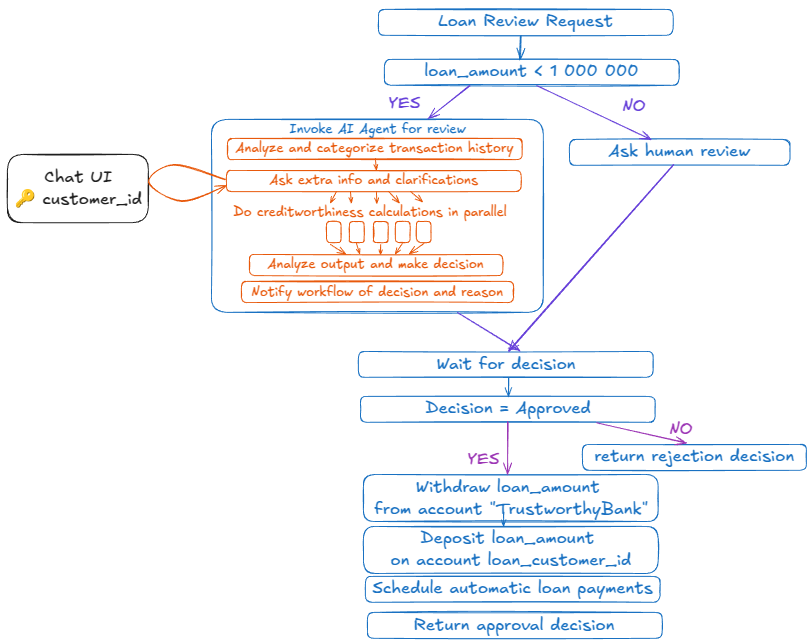 Loan Review Request
loan_amount < 1 000 000
YES
NO
Invoke AI Agent for review
Analyze and categorize transaction history
Ask human review
Chat UI
🔑 customer_id
Ask extra info and clarifications
Do creditworthiness calculations in parallel
Analyze output and make decision
Notify workflow of decision and reason
Wait for decision
Decision = Approved
NO
YES
return rejection decision
Withdraw loan_amount
from account "TrustworthyBank"
Deposit loan_amount
on account loan_customer_id
Schedule automatic loan payments
Return approval decision